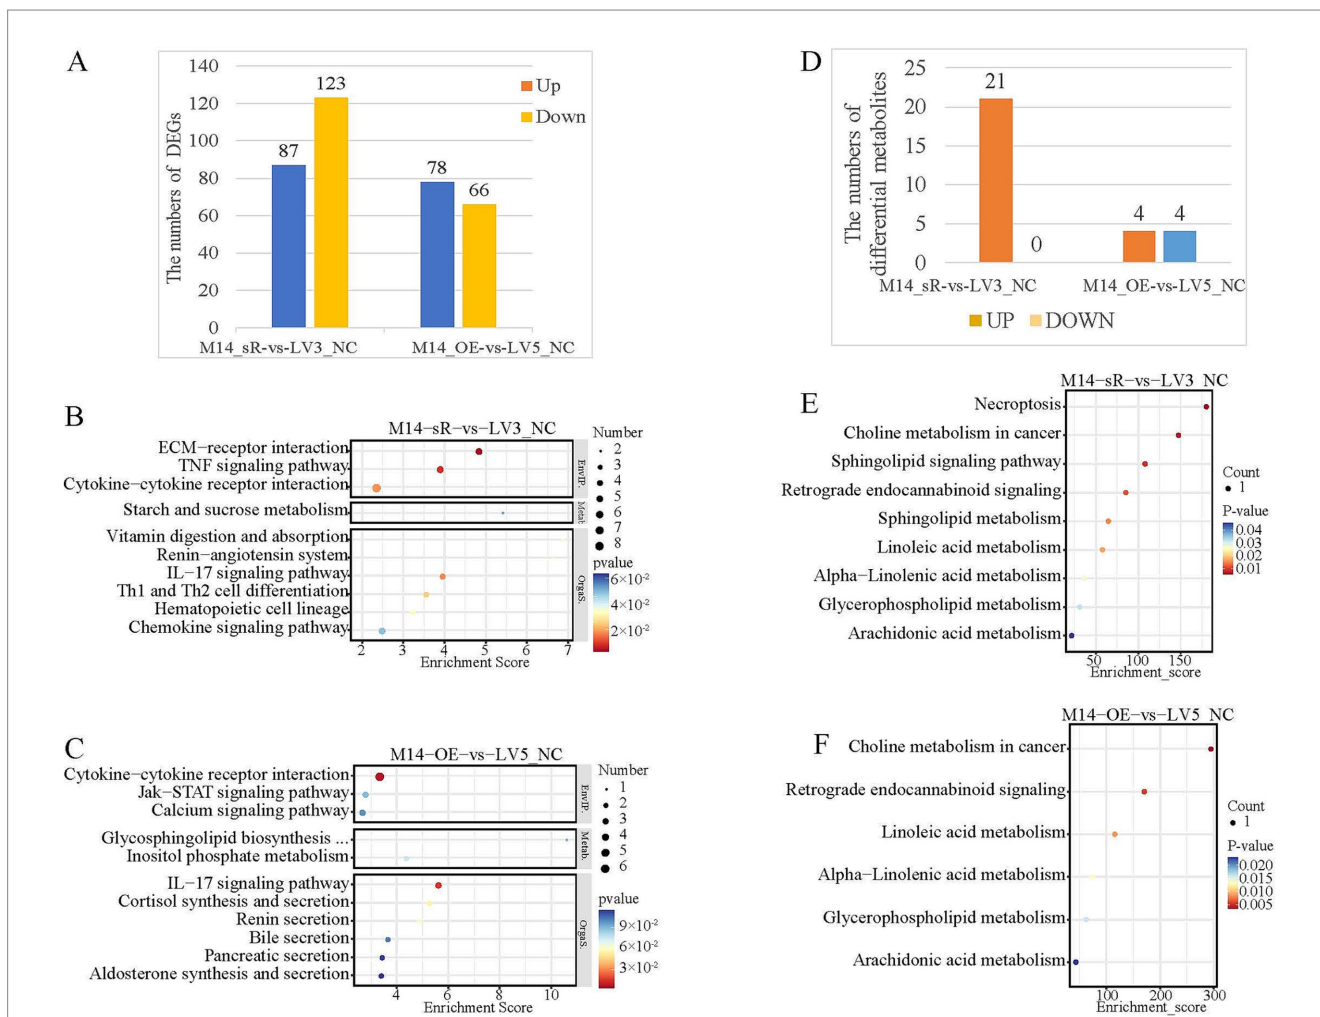 A
The numbers of DEGs
140
120
100
80
60
40
20
0
87
123
78
66
Up
Down
M14_sR-vs-LV3_NC
M14_OE-vs-LV5_NC
D
The numbers of
differential metabolites
25
20
15
10
5
0
21
0
4
4
M14_sR-vs-LV3_NC
M14_OE-vs-LV5_NC
UP
DOWN
B
M14-sR-vs-LV3_NC
ECM-receptor interaction
TNF signaling pathway
Cytokine-cytokine receptor interaction
Starch and sucrose metabolism
Vitamin digestion and absorption
Renin-angiotensin system
IL-17 signaling pathway
Th1 and Th2 cell differentiation
Hematopoietic cell lineage
Chemokine signaling pathway
EnvIP.
Metab.
OrgaS.
2 3 4 5 6 7
Enrichment Score
Number
2
3
4
5
6
7
8
pvalue
6×10⁻²
4×10⁻²
2×10⁻²
E
M14-sR-vs-LV3_NC
Necroptosis
Choline metabolism in cancer
Sphingolipid signaling pathway
Retrograde endocannabinoid signaling
Sphingolipid metabolism
Linoleic acid metabolism
Alpha-Linolenic acid metabolism
Glycerophospholipid metabolism
Arachidonic acid metabolism
50 100 150
Enrichment_score
Count
1
P-value
0.04
0.03
0.02
0.01
C
M14-OE-vs-LV5_NC
Cytokine-cytokine receptor interaction
Jak-STAT signaling pathway
Calcium signaling pathway
Glycosphingolipid biosynthesis ...
Inositol phosphate metabolism
IL-17 signaling pathway
Cortisol synthesis and secretion
Renin secretion
Bile secretion
Pancreatic secretion
Aldosterone synthesis and secretion
EnvIP.
Metab.
OrgaS.
4 6 8 10
Enrichment Score
Number
1
2
3
4
5
6
pvalue
9×10⁻²
6×10⁻²
3×10⁻²
F
M14-OE-vs-LV5_NC
Choline metabolism in cancer
Retrograde endocannabinoid signaling
Linoleic acid metabolism
Alpha-Linolenic acid metabolism
Glycerophospholipid metabolism
Arachidonic acid metabolism
100 200 300
Enrichment_score
Count
1
P-value
0.020
0.015
0.010
0.005